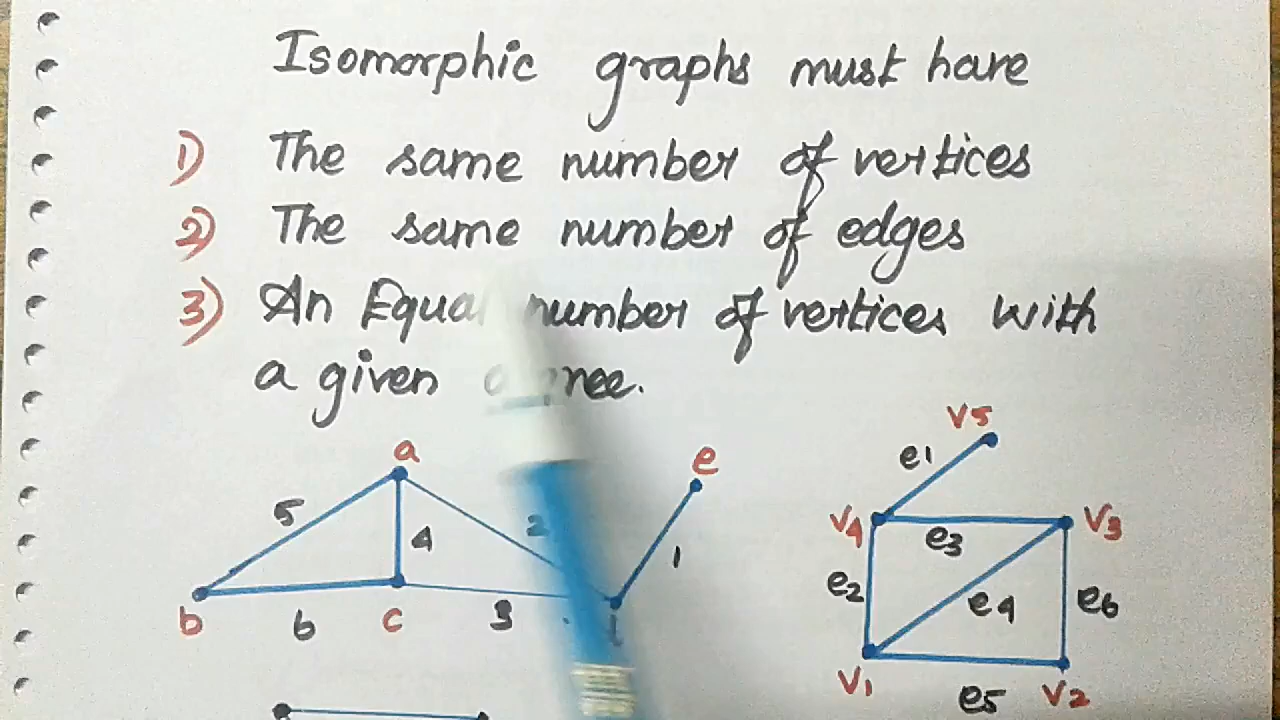 Isomorphic graphs must have
1) The same number of vertices
2) The same number of edges
3) An Equal number of vertices with
a given degree.
a
e
5
4
2
1
b
6
c
3
V5
e1
V4
e3
V3
e2
e4
e6
V1
e5
V2